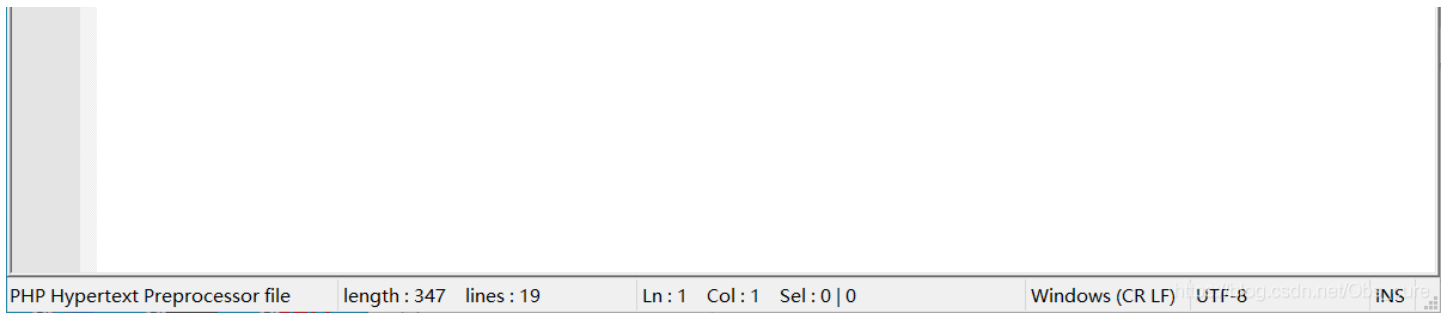 PHP Hypertext Preprocessor file length : 347 lines : 19 Ln : 1 Col : 1 Sel : 0 | 0 Windows (CR LF) UTF-8 INS